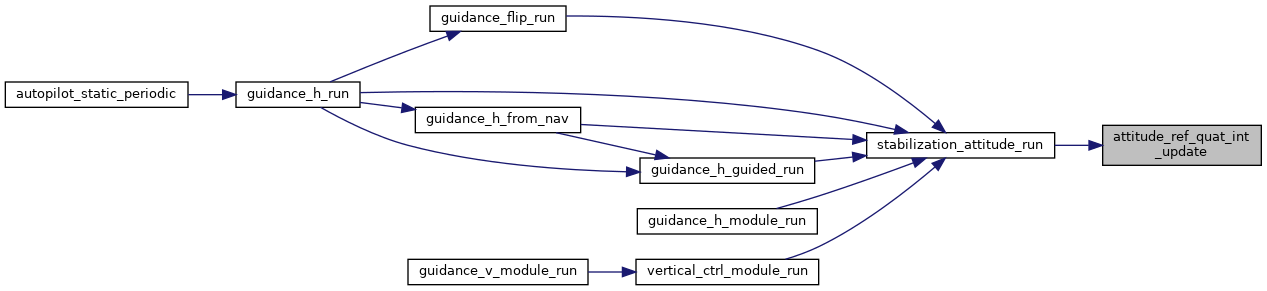 guidance_flip_run
autopilot_static_periodic
guidance_h_run
guidance_h_from_nav
stabilization_attitude_run
attitude_ref_quat_int
_update
guidance_h_guided_run
guidance_h_module_run
guidance_v_module_run
vertical_ctrl_module_run